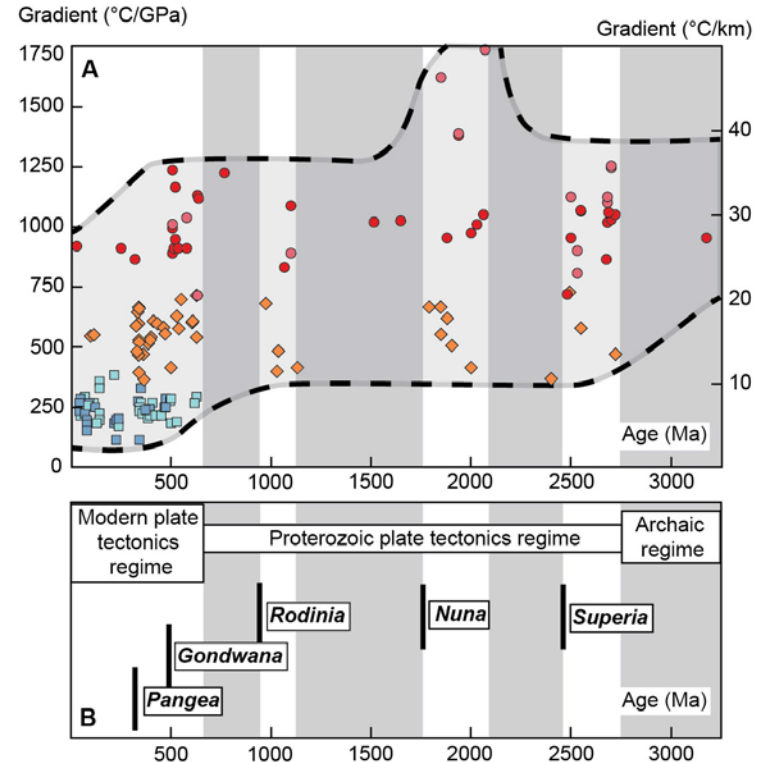 Gradient (°C/GPa)
Gradient (°C/km)
A
1750
1500
1250
1000
750
500
250
0
40
30
20
10
Age (Ma)
500
1000
1500
2000
2500
3000
Modern plate
tectonics
regime
Proterozoic plate tectonics regime
Archaic
regime
Rodinia
Nuna
Superia
Gondwana
Pangea
B
Age (Ma)
500
1000
1500
2000
2500
3000